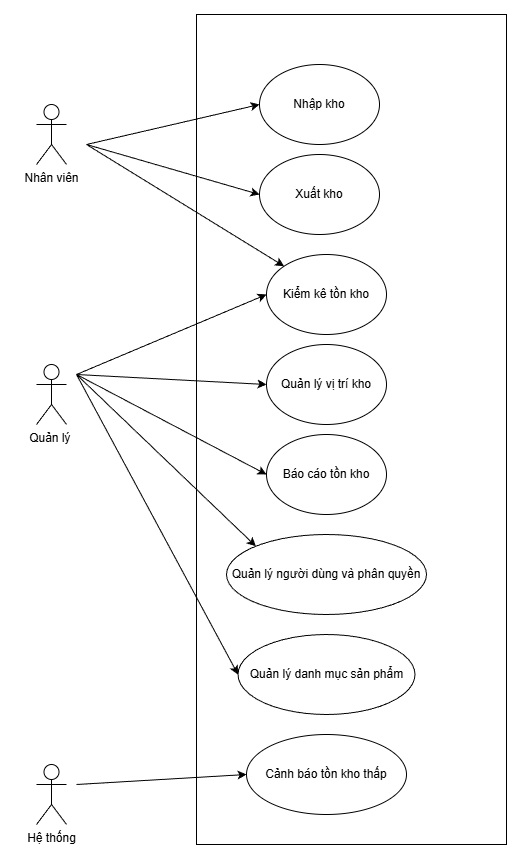 Nhập kho
Nhân viên
Xuất kho
Kiểm kê tồn kho
Quản lý vị trí kho
Quản lý
Báo cáo tồn kho
Quản lý người dùng và phân quyền
Quản lý danh mục sản phẩm
Cảnh báo tồn kho thấp
Hệ thống